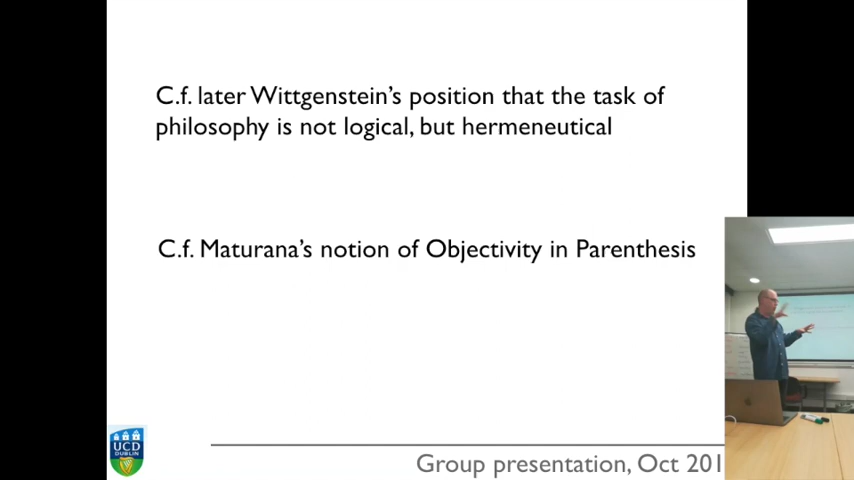 C.f. later Wittgenstein's position that the task of
philosophy is not logical, but hermeneutical
C.f. Maturana's notion of Objectivity in Parenthesis
UCD
DUBLIN
Group presentation, Oct 201